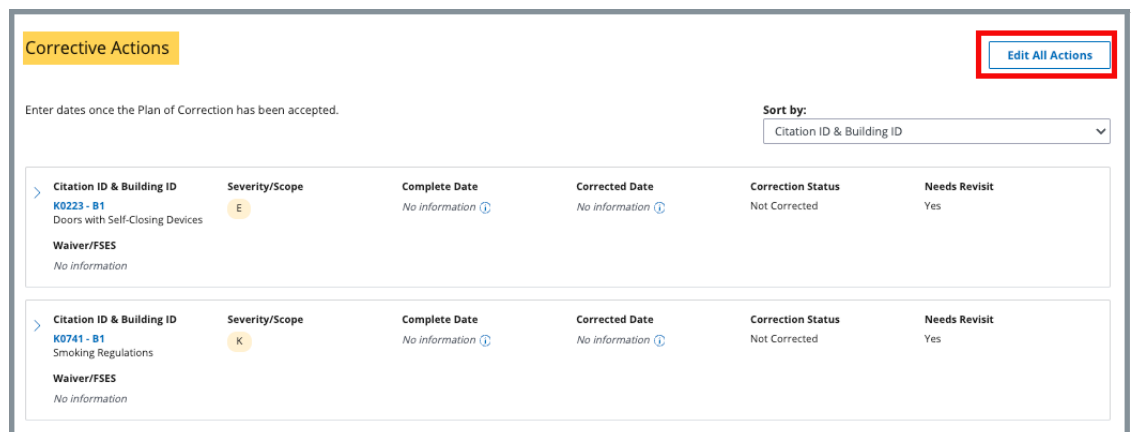 Corrective Actions
Edit All Actions
Enter dates once the Plan of Correction has been accepted.
Sort by:
Citation ID & Building ID
Citation ID & Building ID Severity/Scope Complete Date Corrected Date Correction Status Needs Revisit
K0223 - B1 E No information No information Not Corrected Yes
Doors with Self-Closing Devices
Waiver/FSES
No information
Citation ID & Building ID Severity/Scope Complete Date Corrected Date Correction Status Needs Revisit
K0741 - B1 K No information No information Not Corrected Yes
Smoking Regulations
Waiver/FSES
No information